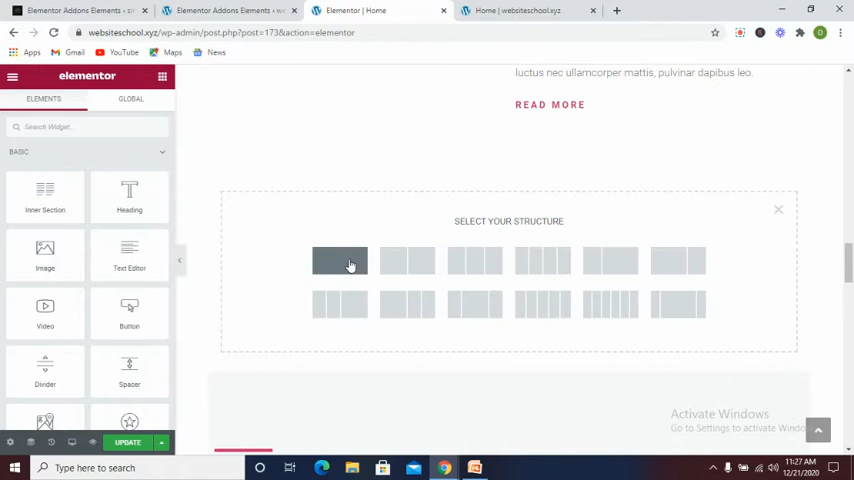 Elementor Addons Elements ‹ sin
Elementor Addons Elements ‹ we
Elementor | Home
Home | websiteschool.xyz
websiteschool.xyz/wp-admin/post.php?post=173&action=elementor
Apps
Gmail
YouTube
Maps
News
elementor
ELEMENTS
GLOBAL
Search Widget...
BASIC
Inner Section
Heading
Image
Text Editor
Video
Button
Divider
Spacer
UPDATE
luctus nec ullamcorper mattis, pulvinar dapibus leo.
READ MORE
SELECT YOUR STRUCTURE
Activate Windows
Go to Settings to activate Windo
Type here to search
11:27 AM
12/21/2020